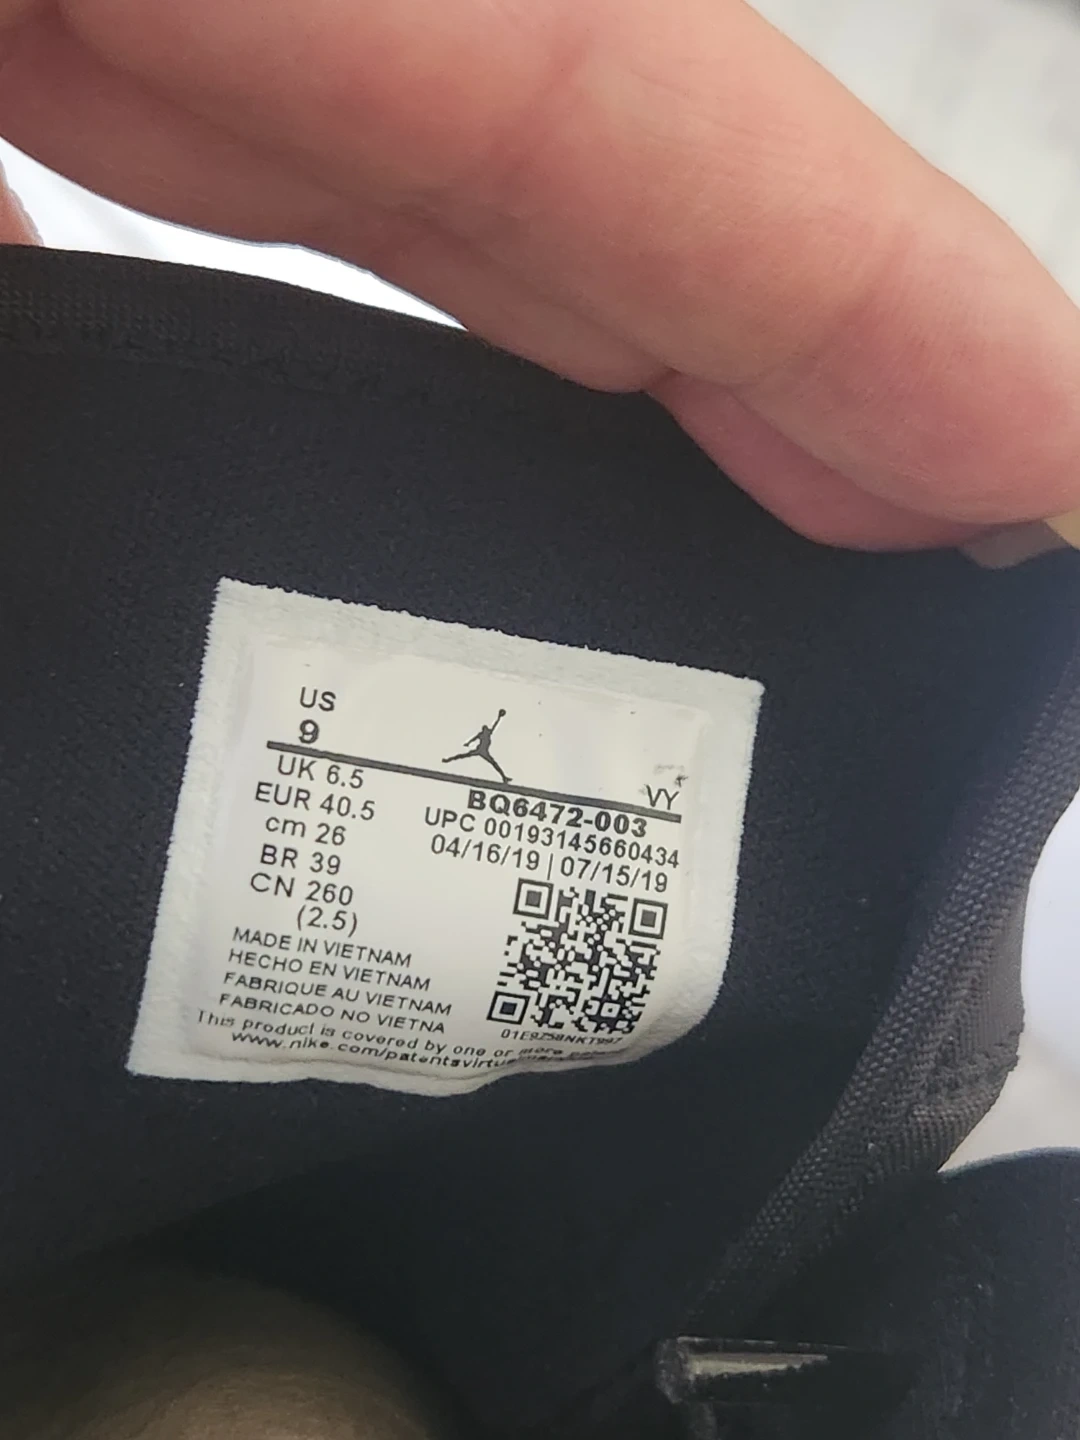 US
9
VY
UK 6.5
EUR 40.5
cm 26
BR 39
CN 260
(2.5)
BQ6472-003
UPC 00193145660434
04/16/19 | 07/15/19
MADE IN VIETNAM
HECHO EN VIETNAM
FABRIQUE AU VIETNAM
FABRICADO NO VIETNA
This product is covered by one or more
www.nike.com/patents